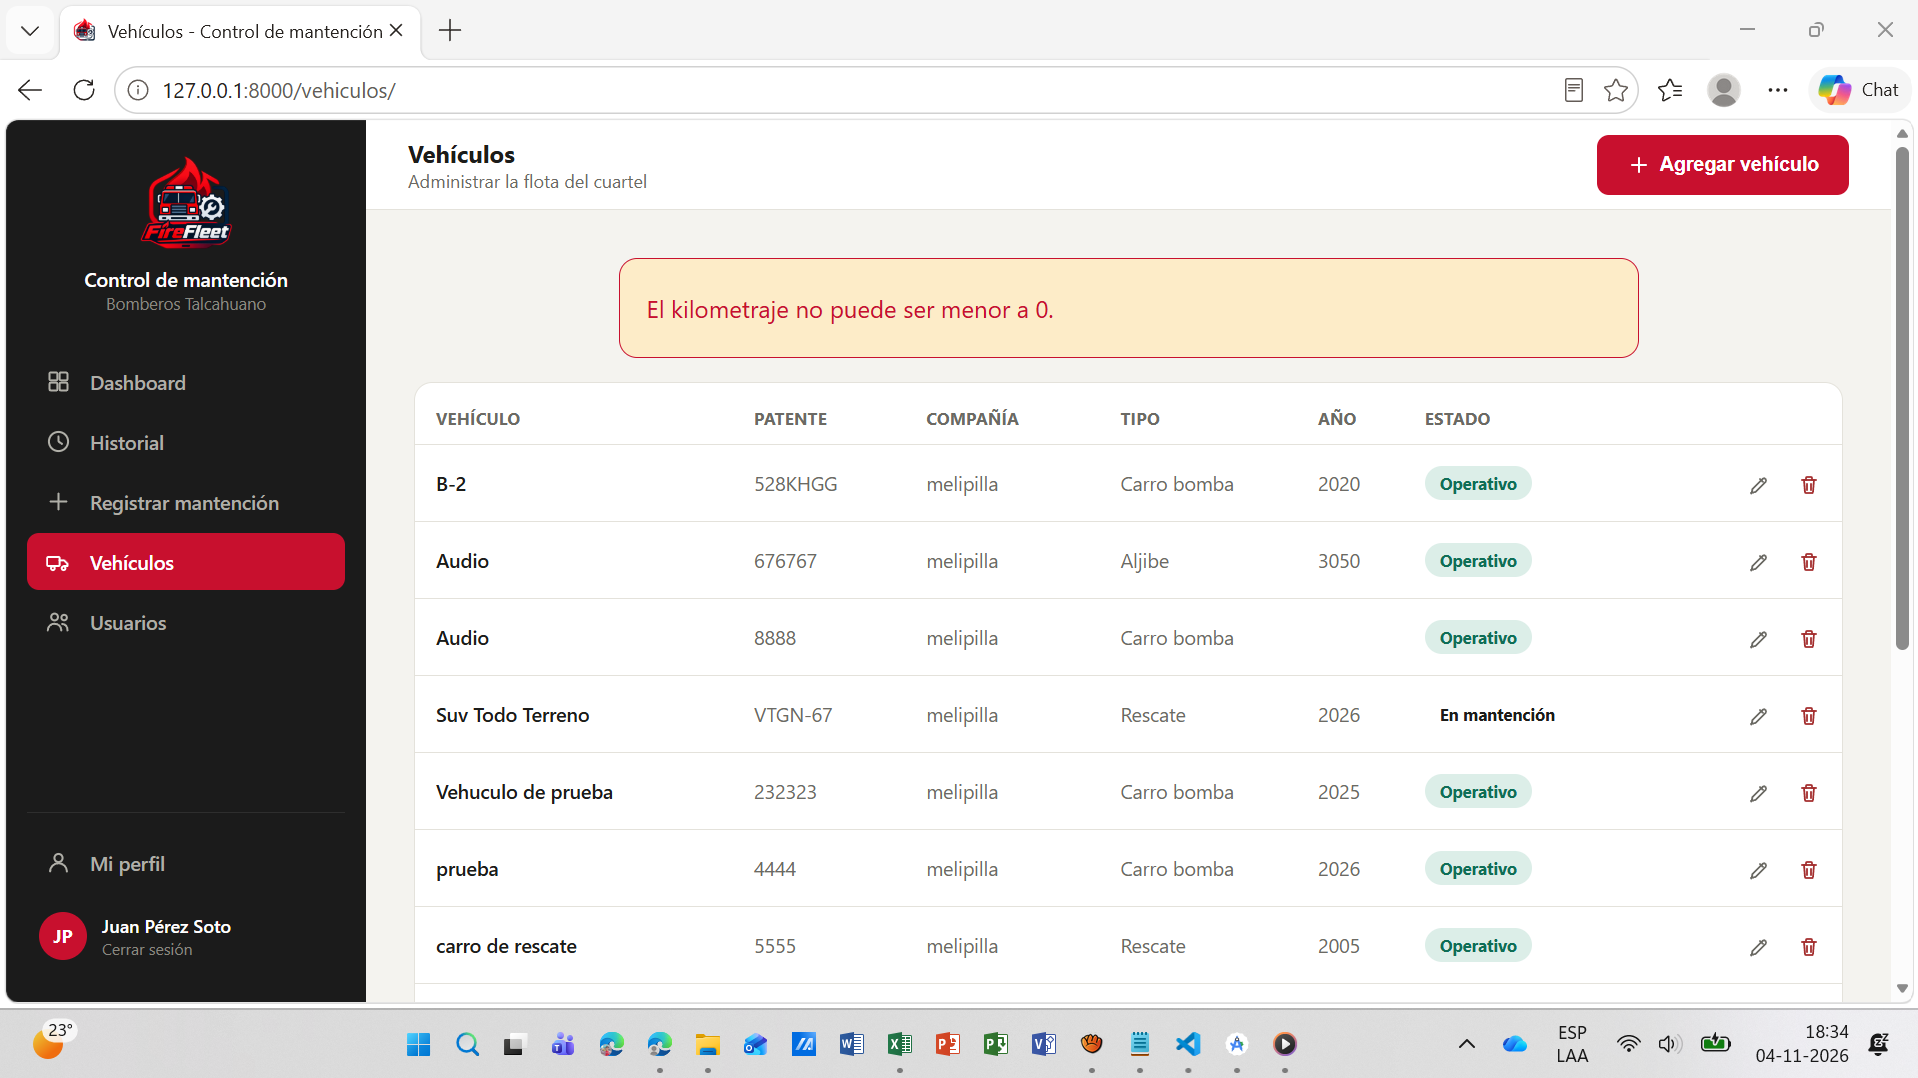 Vehículos - Control de mantención
127.0.0.1:8000/vehiculos/
Chat
FireFleet
Control de mantención
Bomberos Talcahuano
Dashboard
Historial
Registrar mantención
Vehículos
Usuarios
Mi perfil
JP
Juan Pérez Soto
Cerrar sesión
Vehículos
Administrar la flota del cuartel
+ Agregar vehículo
El kilometraje no puede ser menor a 0.
VEHÍCULO PATENTE COMPAÑÍA TIPO AÑO ESTADO
B-2 528KHGG melipilla Carro bomba 2020 Operativo
Audio 676767 melipilla Aljibe 3050 Operativo
Audio 8888 melipilla Carro bomba Operativo
Suv Todo Terreno VTGN-67 melipilla Rescate 2026 En mantención
Vehuculo de prueba 232323 melipilla Carro bomba 2025 Operativo
prueba 4444 melipilla Carro bomba 2026 Operativo
carro de rescate 5555 melipilla Rescate 2005 Operativo
23°
ESP
LAA
18:34
04-11-2026